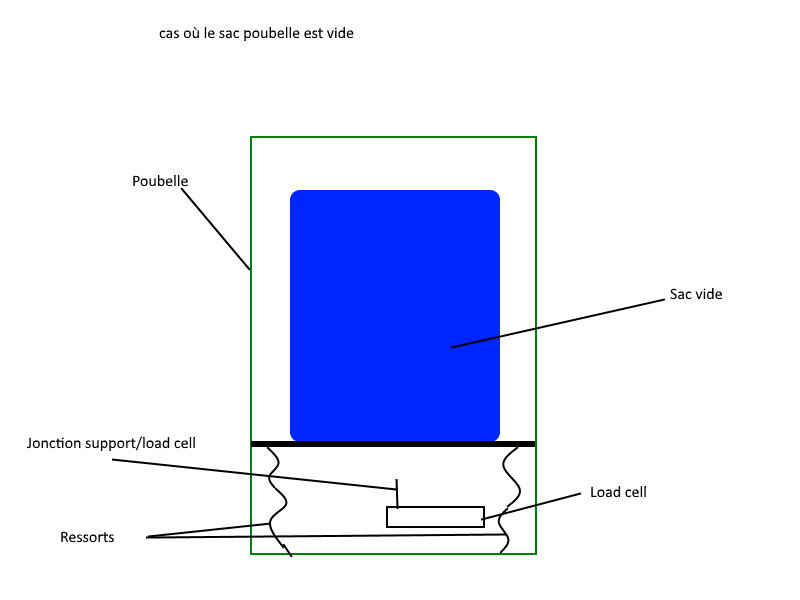 cas où le sac poubelle est vide
Poubelle
Sac vide
Jonction support/load cell
Load cell
Ressorts